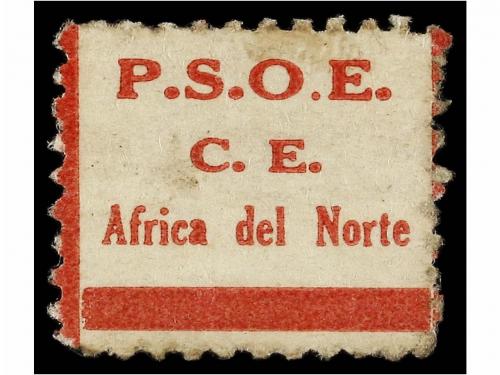 P.S.O.E.
C. E.
Africa del Norte